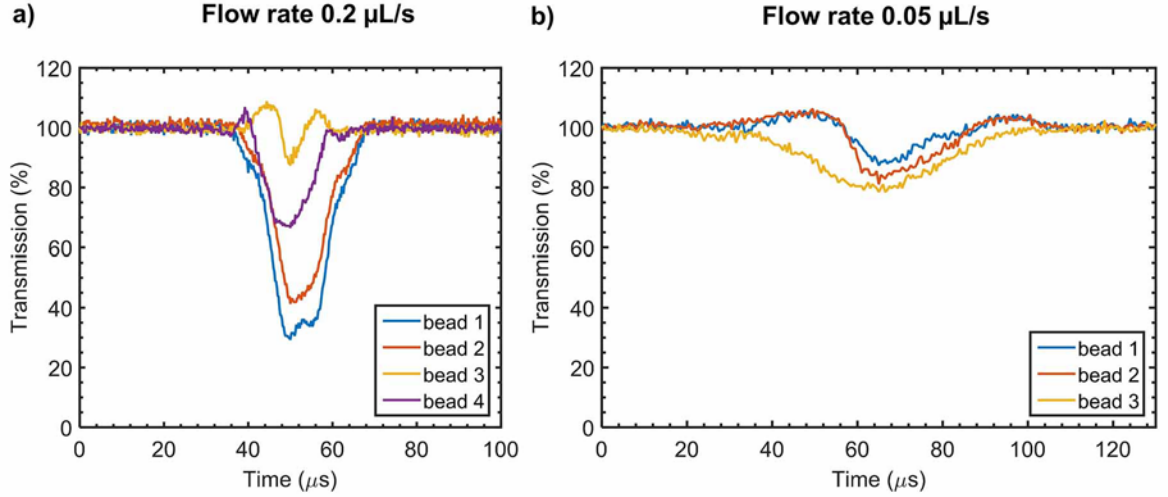 a)
Flow rate 0.2 µL/s
120
100
80
60
40
20
0
Transmission (%)
bead 1
bead 2
bead 3
bead 4
0 20 40 60 80 100
Time (µs)
b)
Flow rate 0.05 µL/s
120
100
80
60
40
20
0
Transmission (%)
bead 1
bead 2
bead 3
0 20 40 60 80 100 120
Time (µs)